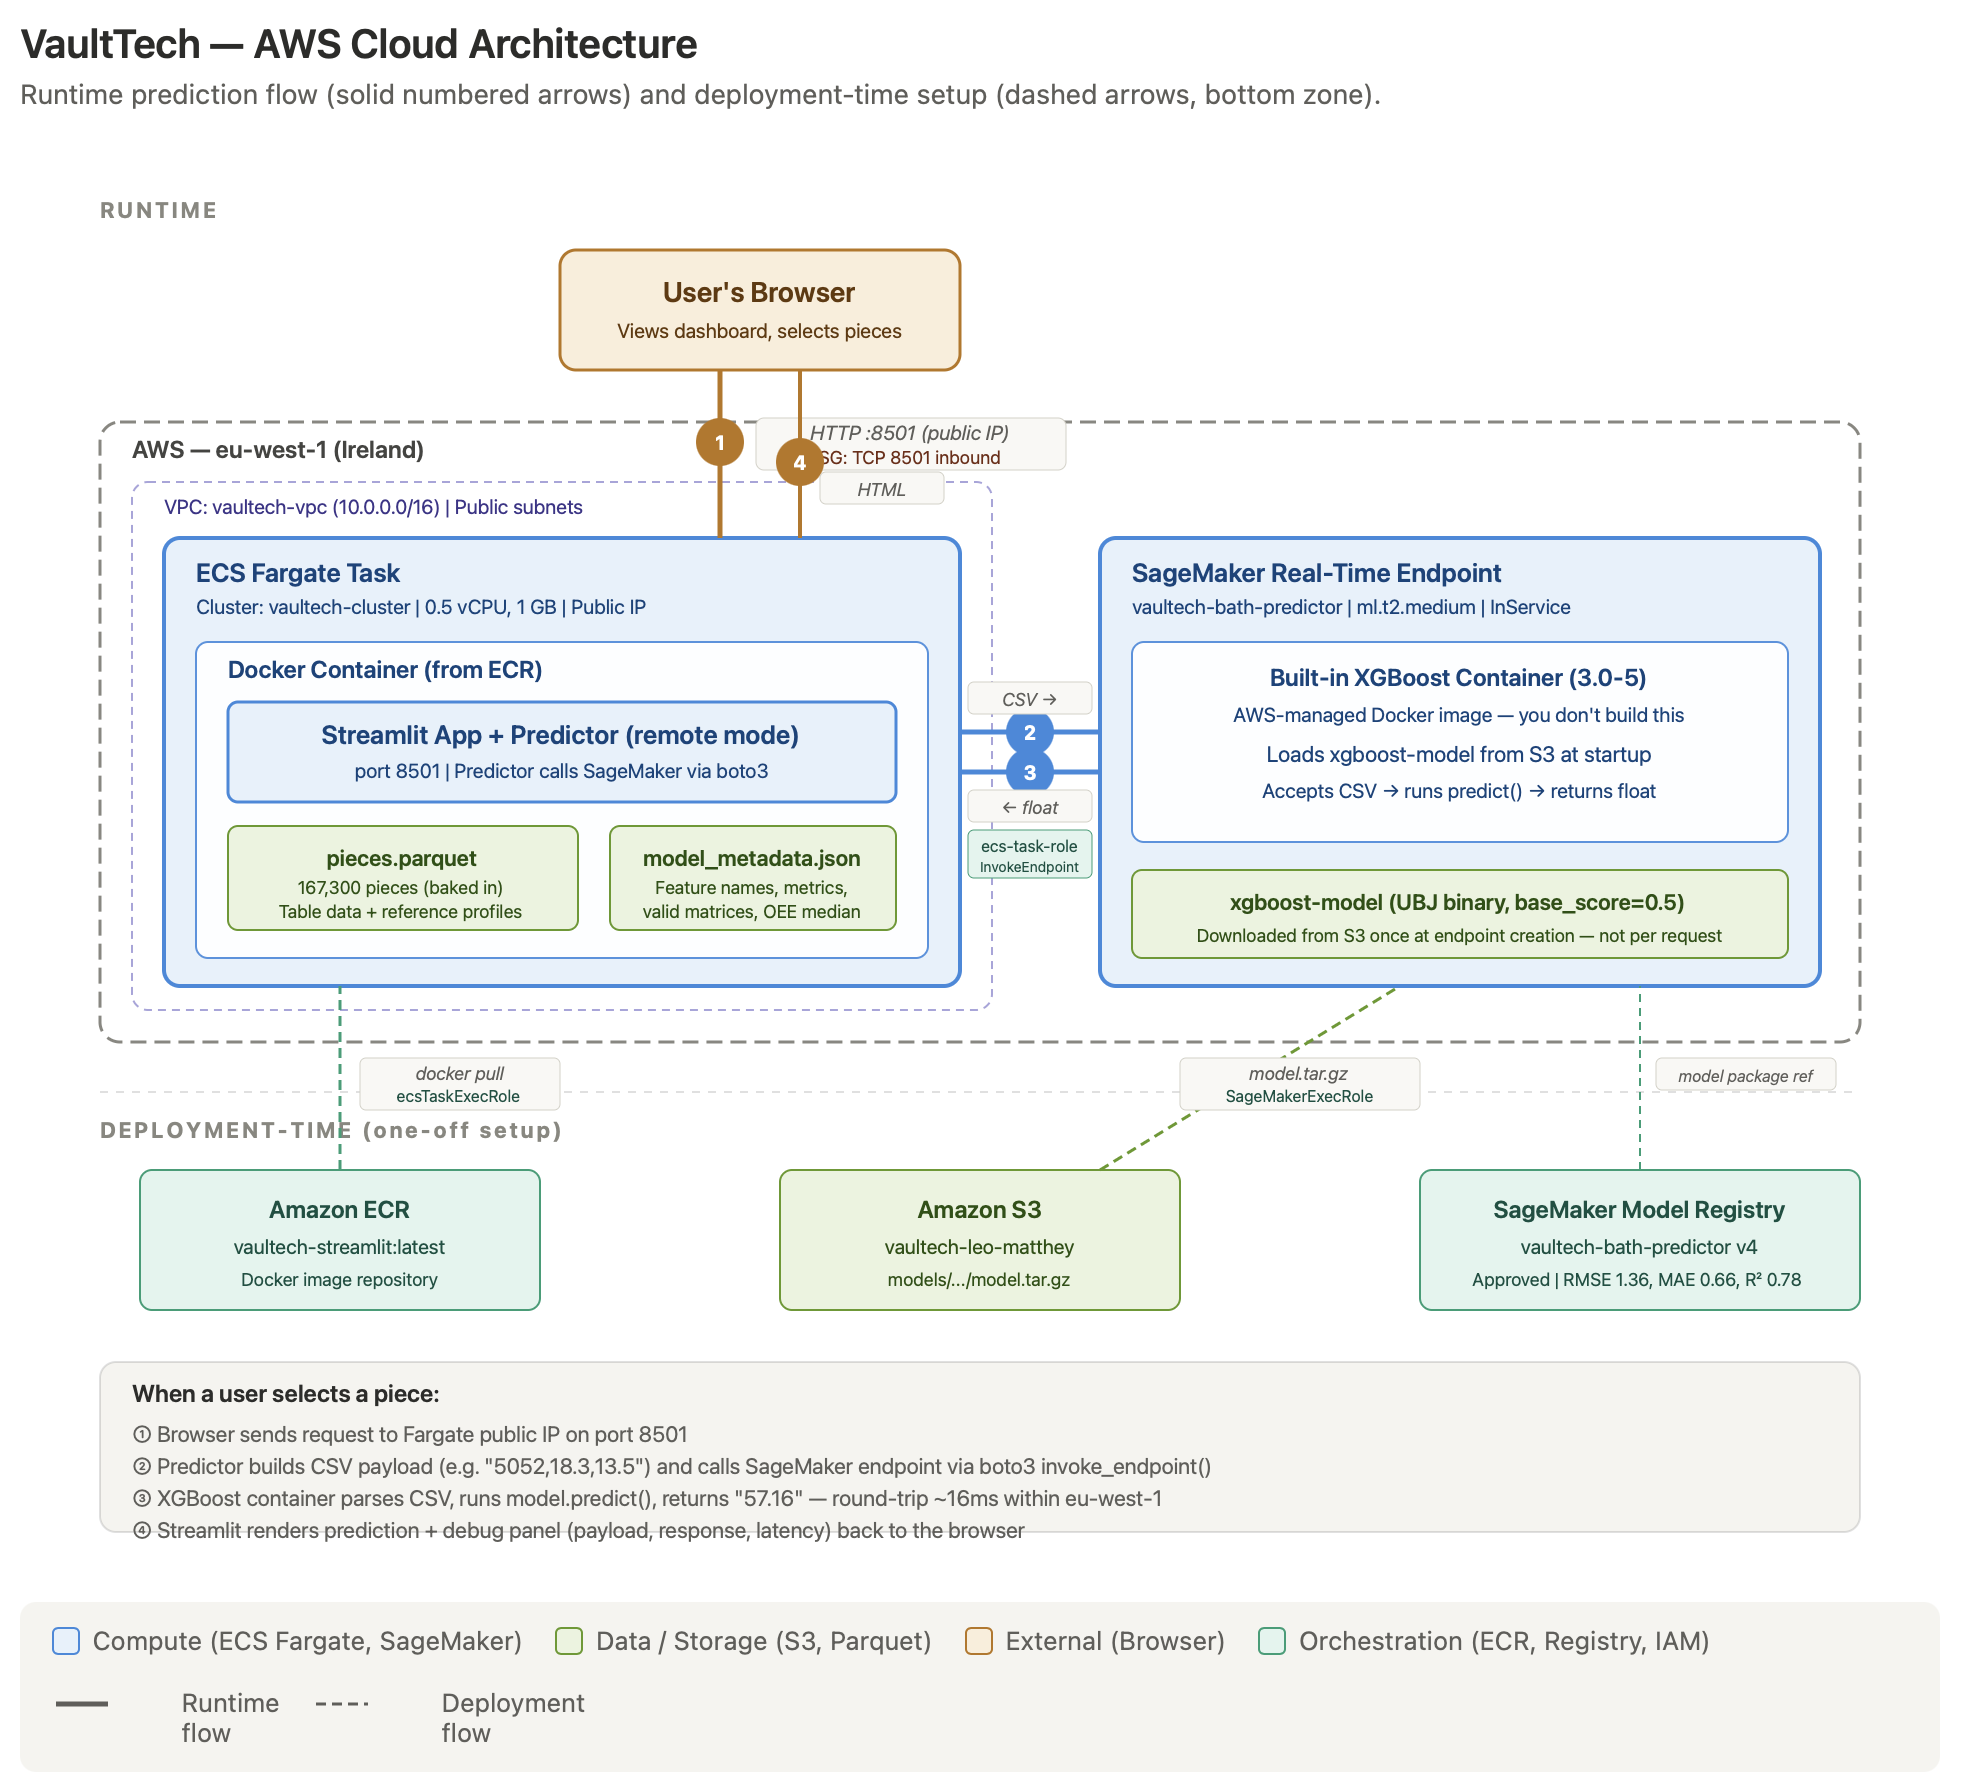 VaultTech — AWS Cloud Architecture
Runtime prediction flow (solid numbered arrows) and deployment-time setup (dashed arrows, bottom zone).
RUNTIME
User's Browser
Views dashboard, selects pieces
AWS — eu-west-1 (Ireland)
1
HTTP :8501 (public IP)
4
SG: TCP 8501 inbound
HTML
VPC: vaultech-vpc (10.0.0.0/16) | Public subnets
ECS Fargate Task
Cluster: vaultech-cluster | 0.5 vCPU, 1 GB | Public IP
Docker Container (from ECR)
Streamlit App + Predictor (remote mode)
port 8501 | Predictor calls SageMaker via boto3
pieces.parquet
167,300 pieces (baked in)
Table data + reference profiles
model_metadata.json
Feature names, metrics,
valid matrices, OEE median
CSV →
2
3
← float
ecs-task-role
InvokeEndpoint
SageMaker Real-Time Endpoint
vaultech-bath-predictor | ml.t2.medium | InService
Built-in XGBoost Container (3.0-5)
AWS-managed Docker image — you don't build this
Loads xgboost-model from S3 at startup
Accepts CSV → runs predict() → returns float
xgboost-model (UBJ binary, base_score=0.5)
Downloaded from S3 once at endpoint creation — not per request
docker pull
ecsTaskExecRole
model.tar.gz
SageMakerExecRole
model package ref
DEPLOYMENT-TIME (one-off setup)
Amazon ECR
vaultech-streamlit:latest
Docker image repository
Amazon S3
vaultech-leo-matthey
models/.../model.tar.gz
SageMaker Model Registry
vaultech-bath-predictor v4
Approved | RMSE 1.36, MAE 0.66, R² 0.78
When a user selects a piece:
① Browser sends request to Fargate public IP on port 8501
② Predictor builds CSV payload (e.g. "5052,18.3,13.5") and calls SageMaker endpoint via boto3 invoke_endpoint()
③ XGBoost container parses CSV, runs model.predict(), returns "57.16" — round-trip ~16ms within eu-west-1
④ Streamlit renders prediction + debug panel (payload, response, latency) back to the browser
Compute (ECS Fargate, SageMaker)
Data / Storage (S3, Parquet)
External (Browser)
Orchestration (ECR, Registry, IAM)
Runtime
flow
Deployment
flow